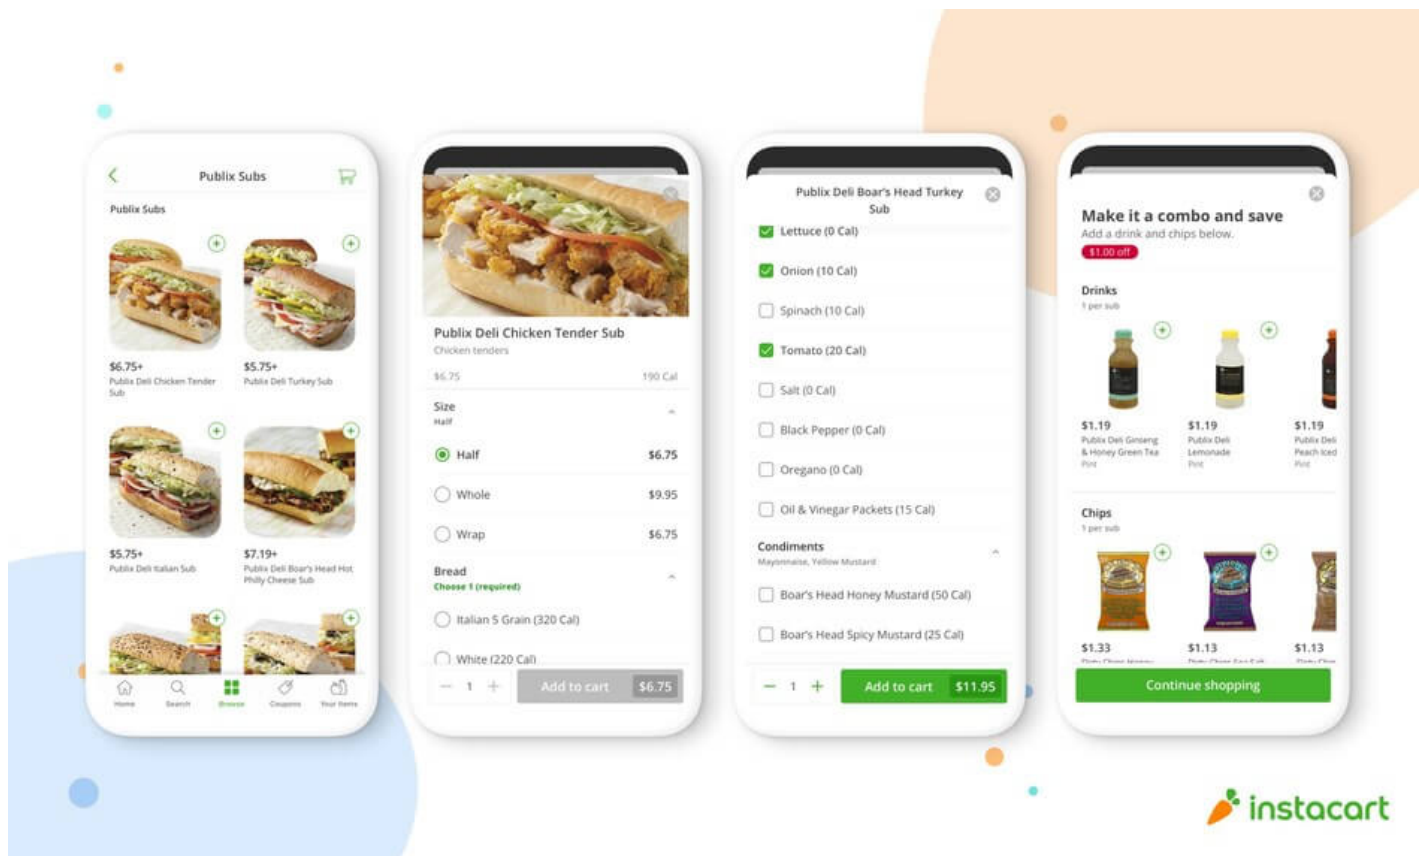 Publix Subs
Publix Subs
$6.75+
Publix Deli Chicken Tender
Sub
$5.75+
Publix Deli Turkey Sub
$5.75+
Publix Deli Italian Sub
$7.19+
Publix Deli Boar's Head Hot
Philly Cheese Sub
Home
Search
Browse
Coupons
Your Items
Publix Deli Chicken Tender Sub
Chicken tenders
$6.75
190 Cal
Size
Half
Half
$6.75
Whole
$9.95
Wrap
$6.75
Bread
Choose 1 (required)
Italian 5 Grain (320 Cal)
White (220 Cal)
1
Add to cart
$6.75
Publix Deli Boar's Head Turkey
Sub
Lettuce (0 Cal)
Onion (10 Cal)
Spinach (10 Cal)
Tomato (20 Cal)
Salt (0 Cal)
Black Pepper (0 Cal)
Oregano (0 Cal)
Oil & Vinegar Packets (15 Cal)
Condiments
Mayonnaise, Yellow Mustard
Boar's Head Honey Mustard (50 Cal)
Boar's Head Spicy Mustard (25 Cal)
1
Add to cart
$11.95
Make it a combo and save
Add a drink and chips below.
$1.00 off
Drinks
1 per sub
$1.19
Publix Deli Ginseng
& Honey Green Tea
Pint
$1.19
Publix Deli
Lemonade
Pint
$1.19
Publix Deli
Peach Iced
Pint
Chips
1 per sub
$1.33
$1.13
$1.13
Continue shopping
instacart